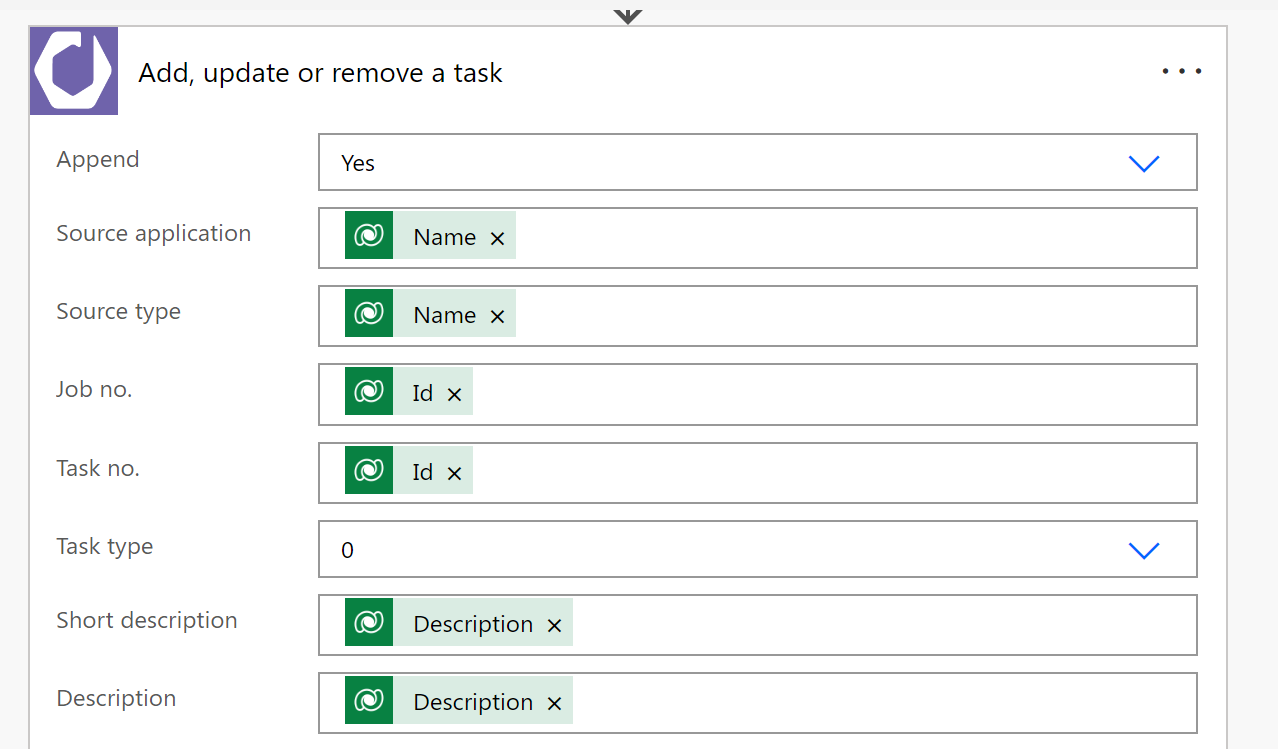 Add, update or remove a task
Append Yes
Source application Name ×
Source type Name ×
Job no. Id ×
Task no. Id ×
Task type 0
Short description Description ×
Description Description ×